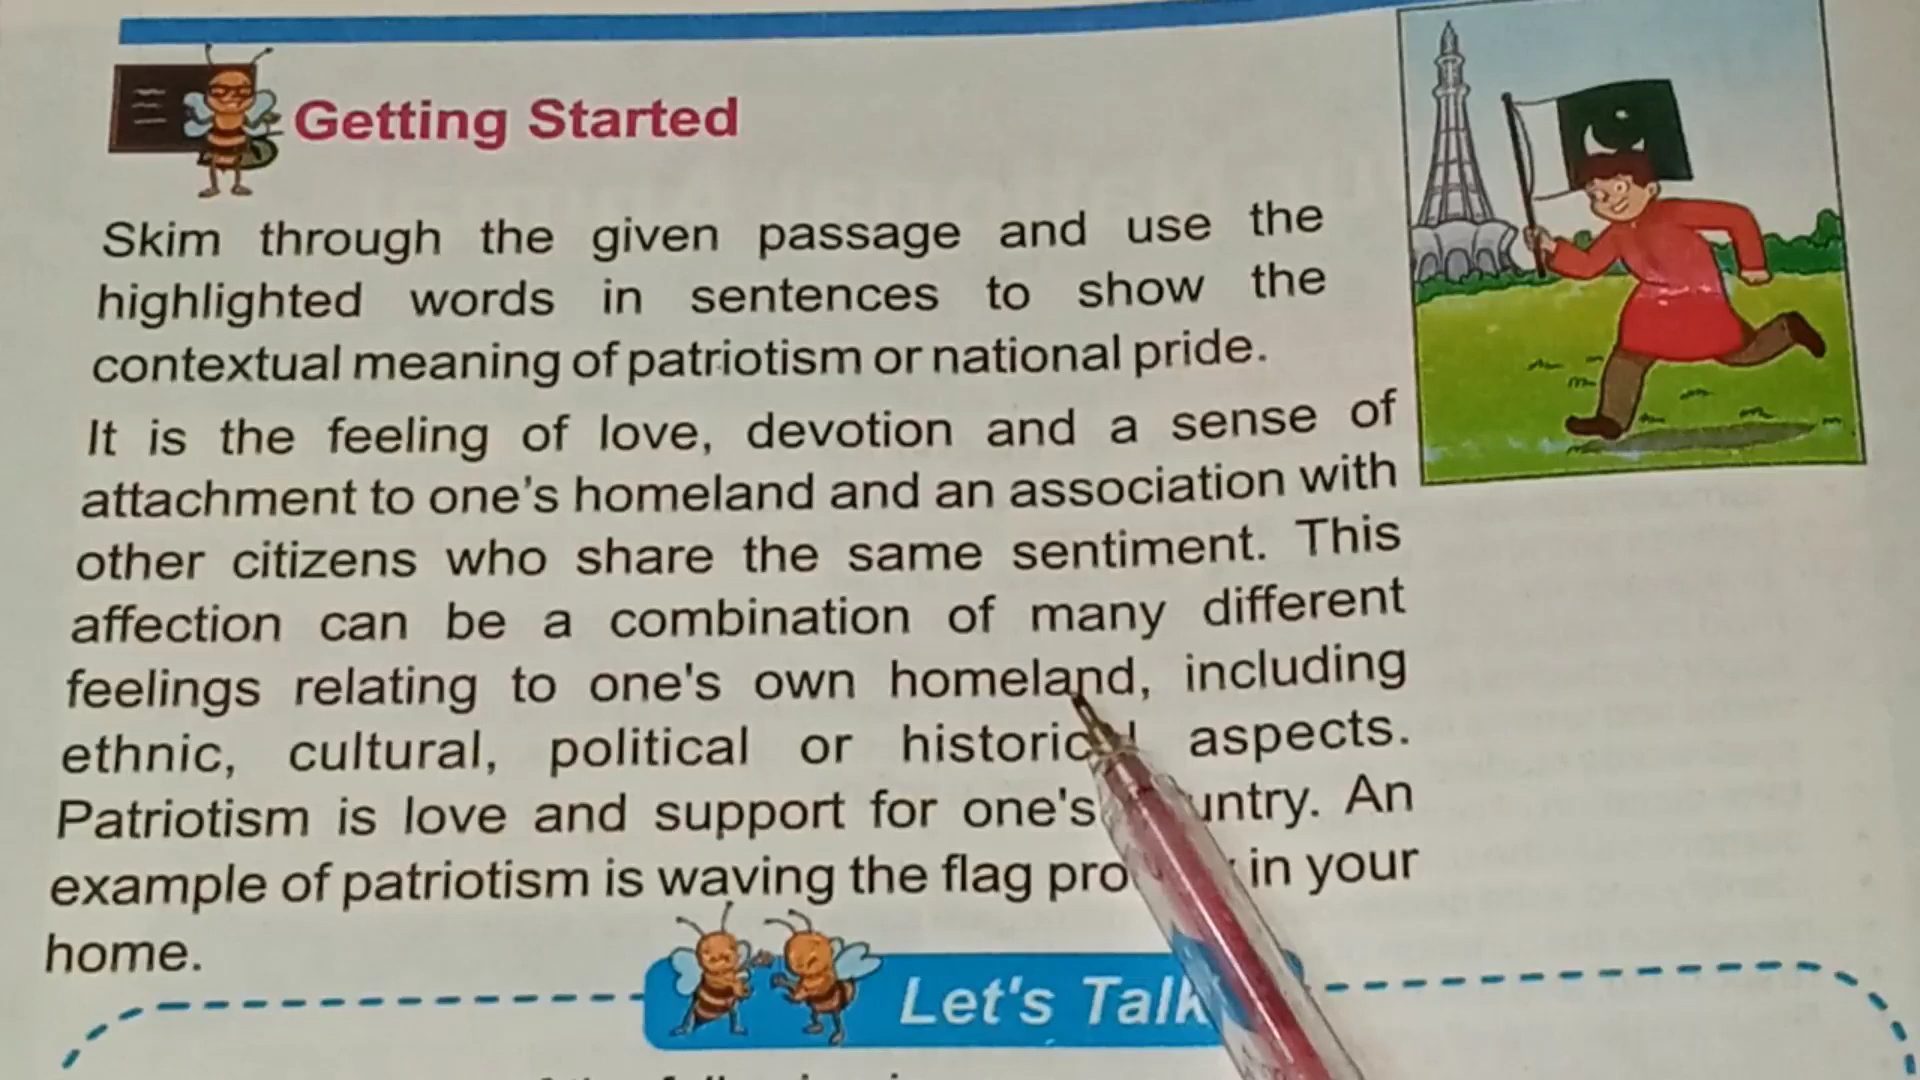 Getting Started
Skim through the given passage and use the
highlighted words in sentences to show the
contextual meaning of patriotism or national pride.
It is the feeling of love, devotion and a sense of
attachment to one's homeland and an association with
other citizens who share the same sentiment. This
affection can be a combination of many different
feelings relating to one's own homeland, including
ethnic, cultural, political or historical aspects.
Patriotism is love and support for one's country. An
example of patriotism is waving the flag in your
home.
Let's Talk